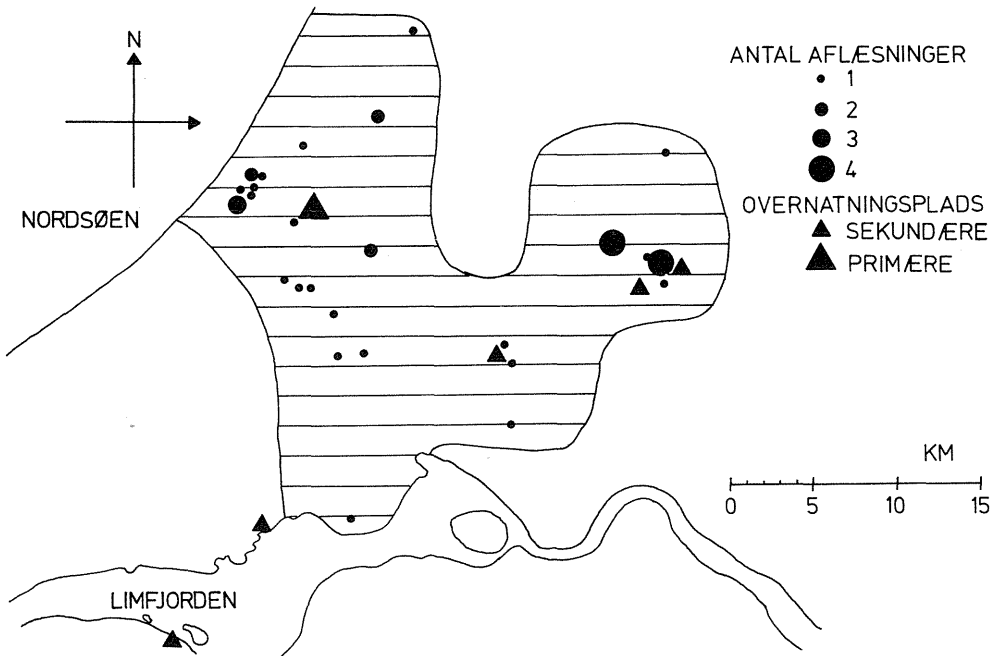 N
NORDSØEN
LIMFJORDEN
ANTAL AFLÆSNINGER
1
2
3
4
OVERNATNINGSPLADS
SEKUNDÆRE
PRIMÆRE
KM
0 5 10 15